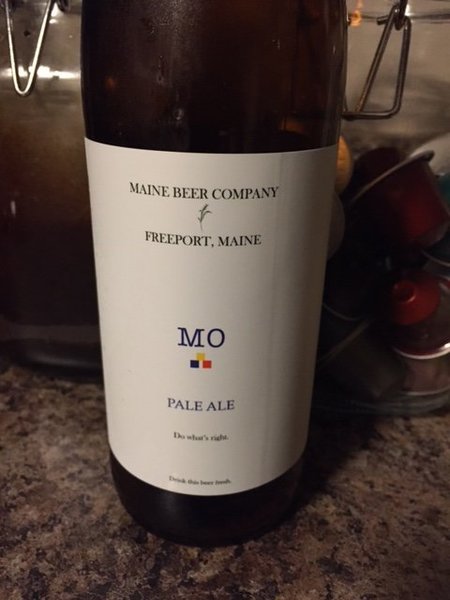 MAINE BEER COMPANY
FREEPORT, MAINE
MO
PALE ALE
Do what's right.
Drink this beer fresh.